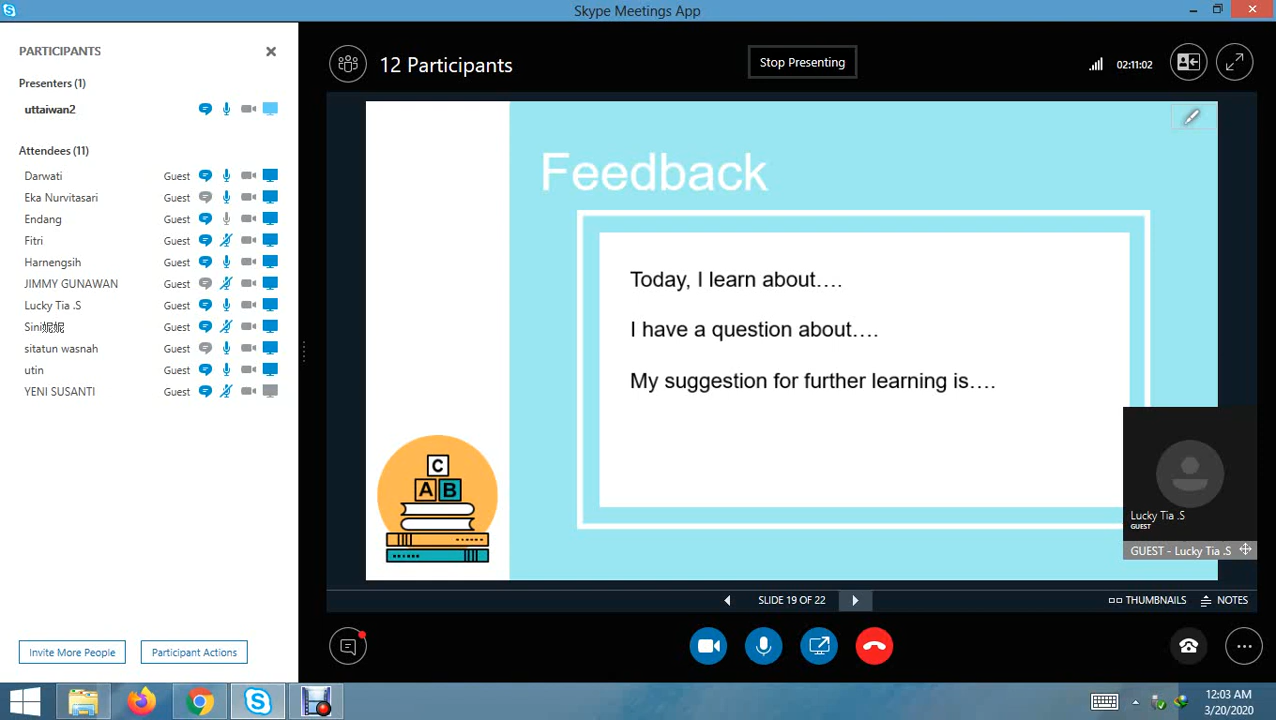 Skype Meetings App
PARTICIPANTS
Presenters (1)
uttaiwan2
Attendees (11)
Darwati Guest
Eka Nurvitasari Guest
Endang Guest
Fitri Guest
Harnengsih Guest
JIMMY GUNAWAN Guest
Lucky Tia .S Guest
Sini妮妮 Guest
sitatun wasnah Guest
utin Guest
YENI SUSANTI Guest
Invite More People
Participant Actions
12 Participants
Stop Presenting
02:11:02
Feedback
Today, I learn about….
I have a question about….
My suggestion for further learning is….
C
A B
Lucky Tia .S
GUEST
GUEST - Lucky Tia .S
SLIDE 19 OF 22
THUMBNAILS
NOTES
12:03 AM
3/20/2020